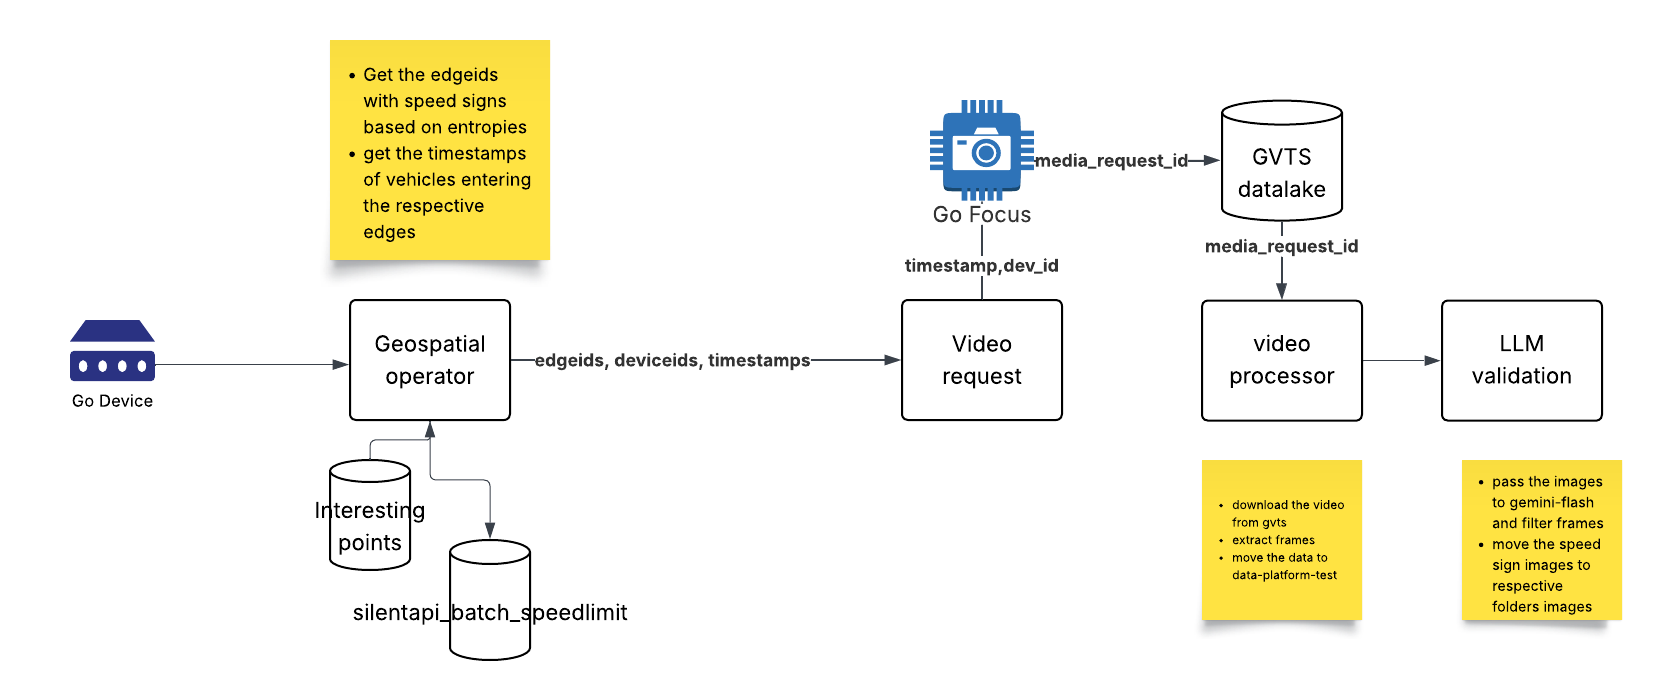 Get the edgeids
with speed signs
based on entropies
get the timestamps
of vehicles entering
the respective
edges
Go Device
Geospatial
operator
edgeids, deviceids, timestamps
Interesting
points
silentapi_batch_speedlimit
Video
request
timestamp,dev_id
Go Focus
media_request_id
GVTS
datalake
media_request_id
video
processor
LLM
validation
download the video
from gvts
extract frames
move the data to
data-platform-test
pass the images
to gemini-flash
and filter frames
move the speed
sign images to
respective
folders images